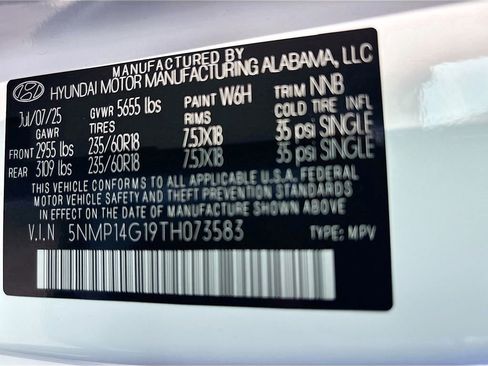 MANUFACTURED BY
HYUNDAI MOTOR MANUFACTURING ALABAMA, LLC
Jul/07/25 GVWR 5655 lbs PAINT W6H TRIM NNB
TIRES RIMS COLD TIRE INFL
FRONT 2955 lbs 235/60R18 7.5JX18 35 psi SINGLE
REAR 3109 lbs 235/60R18 7.5JX18 35 psi SINGLE
THIS VEHICLE CONFORMS TO ALL APPLICABLE U.S.A. FEDERAL
MOTOR VEHICLE SAFETY AND THEFT PREVENTION STANDARDS
IN EFFECT ON THE DATE OF MANUFACTURE SHOWN ABOVE
V.I.N 5NMP14G19TH073583 TYPE: MPV